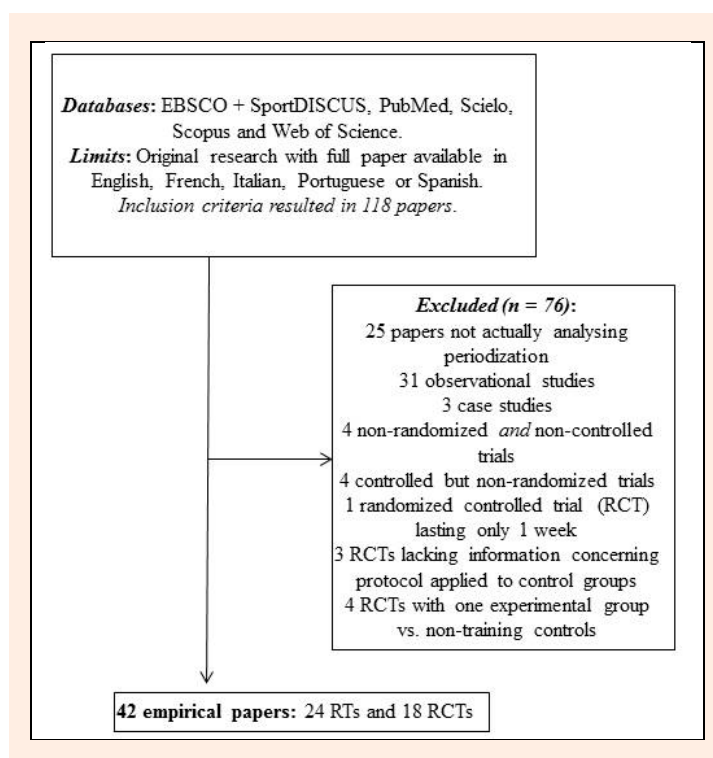 Databases: EBSCO + SportDISCUS, PubMed, Scielo,
Scopus and Web of Science.
Limits: Original research with full paper available in
English, French, Italian, Portuguese or Spanish.
Inclusion criteria resulted in 118 papers.
Excluded (n = 76):
25 papers not actually analysing
periodization
31 observational studies
3 case studies
4 non-randomized and non-controlled
trials
4 controlled but non-randomized trials
1 randomized controlled trial (RCT)
lasting only 1 week
3 RCTs lacking information concerning
protocol applied to control groups
4 RCTs with one experimental group
vs. non-training controls
42 empirical papers: 24 RTs and 18 RCTs